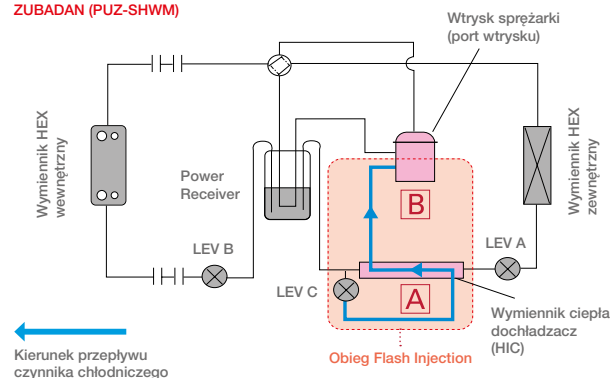 ZUBADAN (PUZ-SHWM)
Wtrysk sprężarki
(port wtrysku)
Wymiennik HEX
wewnętrzny
Power
Receiver
Wymiennik HEX
zewnętrzny
B
LEV B
LEV A
LEV C
A
Wymiennik ciepła
dochładzacz
(HIC)
Obieg Flash Injection
Kierunek przepływu
czynnika chłodniczego